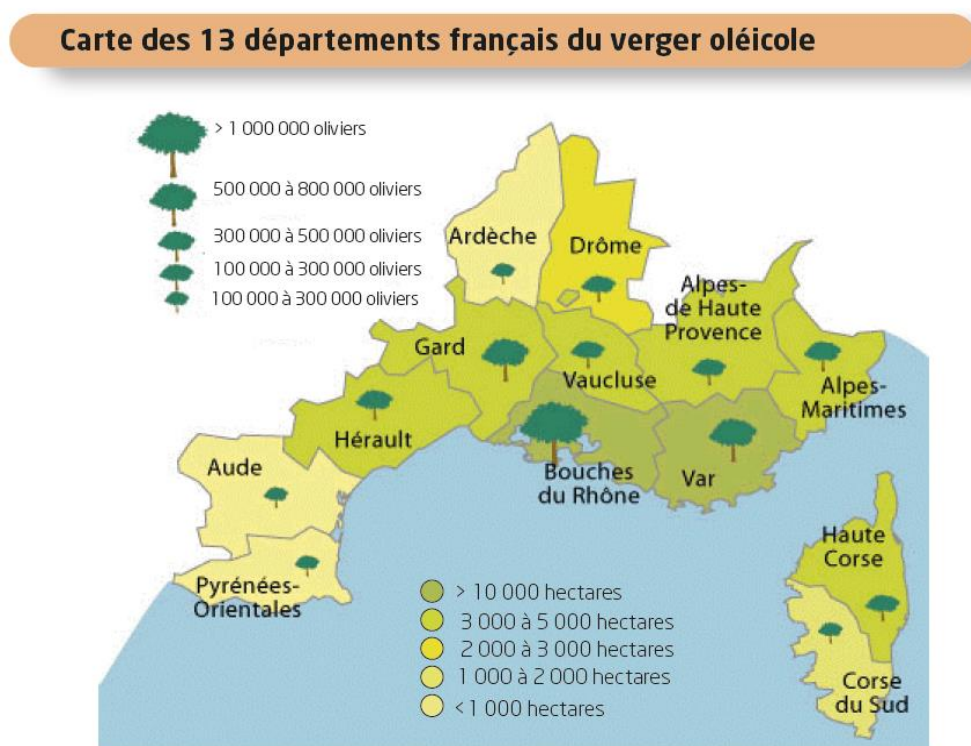 Carte des 13 départements français du verger oléicole
> 1 000 000 oliviers
500 000 à 800 000 oliviers
300 000 à 500 000 oliviers
100 000 à 300 000 oliviers
100 000 à 300 000 oliviers
Ardèche
Drôme
Alpes-
de Haute
Provence
Gard
Vaucluse
Alpes-
Maritimes
Hérault
Bouches
du Rhône
Var
Aude
Pyrénées-
Orientales
Haute
Corse
Corse
du Sud
> 10 000 hectares
3 000 à 5 000 hectares
2 000 à 3 000 hectares
1 000 à 2 000 hectares
< 1 000 hectares